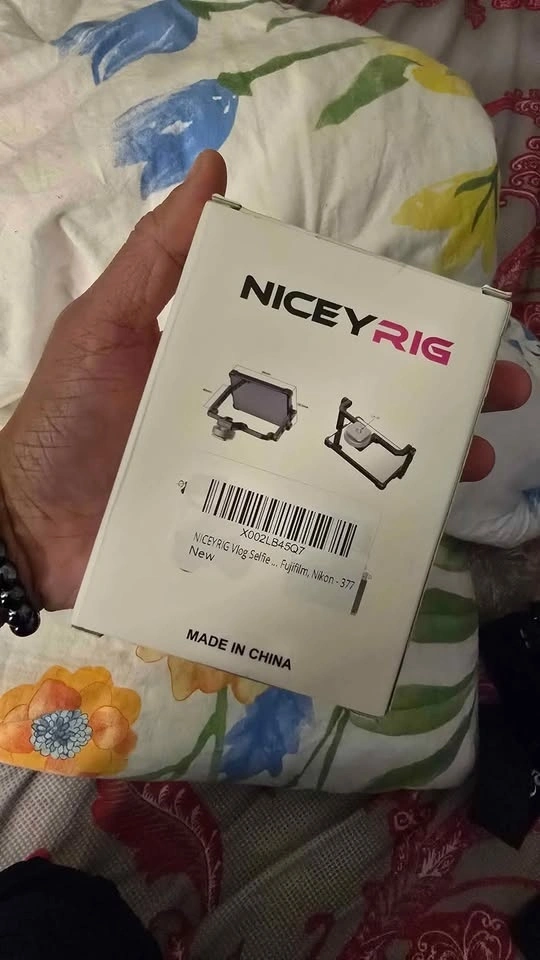 NICEYRIG
X002LB45Q7
NICEYRIG Vlog Selfie ... Fujifilm, Nikon - 377
New
MADE IN CHINA